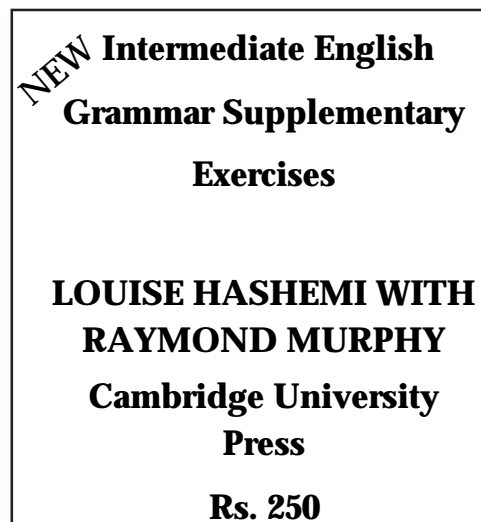 NEW
Intermediate English
Grammar Supplementary
Exercises
LOUISE HASHEMI WITH
RAYMOND MURPHY
Cambridge University
Press
Rs. 250